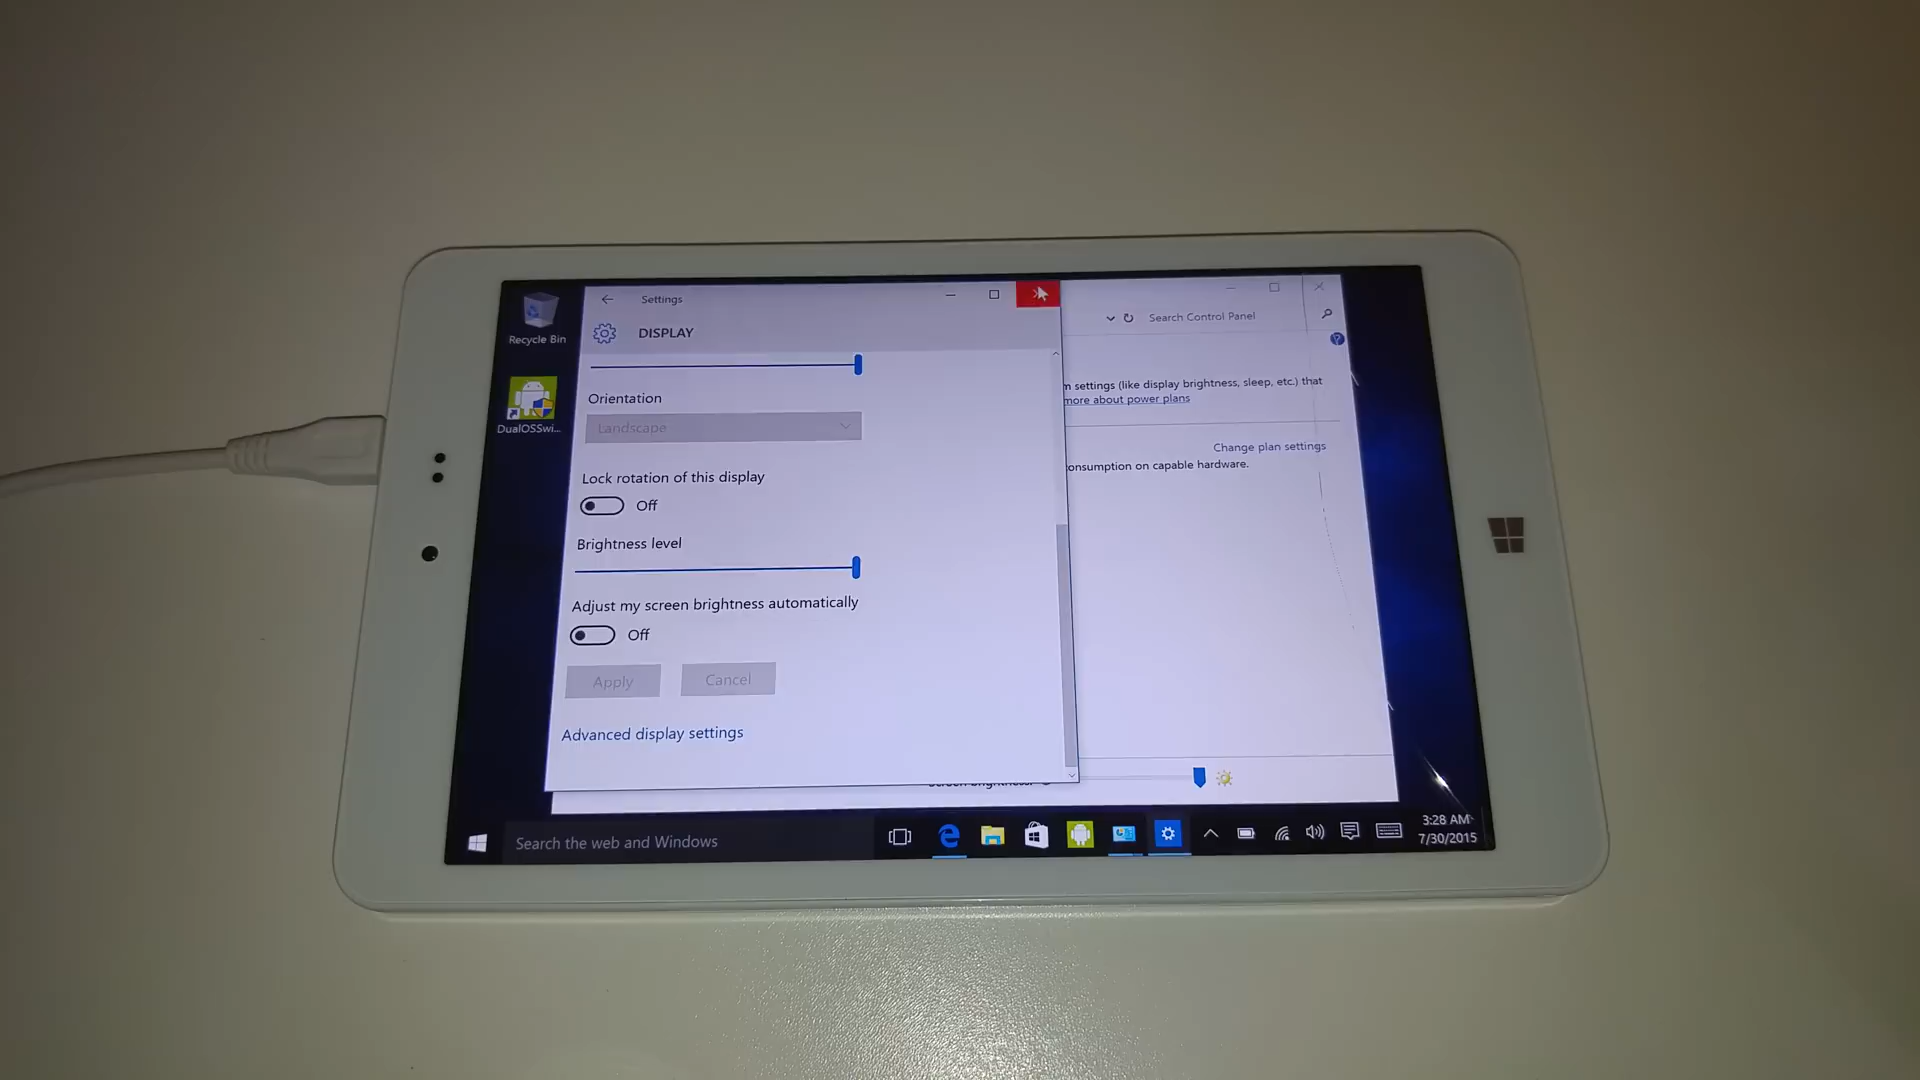 Recycle Bin
DualOSSwi...
Settings
DISPLAY
Orientation
Landscape
Lock rotation of this display
Off
Brightness level
Adjust my screen brightness automatically
Off
Apply
Cancel
Advanced display settings
Search Control Panel
settings (like display brightness, sleep, etc.) that
more about power plans
Change plan settings
consumption on capable hardware.
Search the web and Windows
3:28 AM
7/30/2015